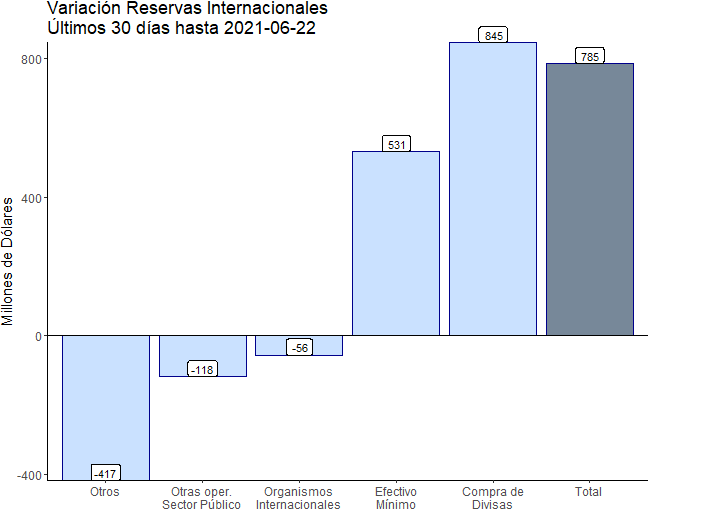 Variación Reservas Internacionales
Últimos 30 días hasta 2021-06-22
Millones de Dólares
800
400
0
-400
-417
-118
-56
531
845
785
Otros
Otras oper.
Sector Público
Organismos
Internacionales
Efectivo
Mínimo
Compra de
Divisas
Total